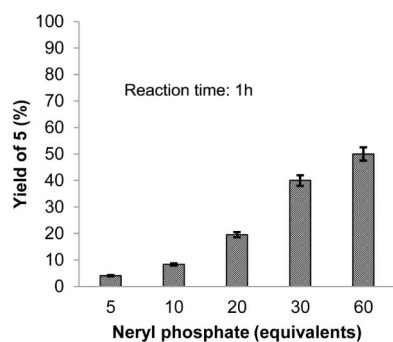 100
90
80
70
60
50
40
30
20
10
0
Yield of 5 (%)
Reaction time: 1h
5 10 20 30 60
Neryl phosphate (equivalents)